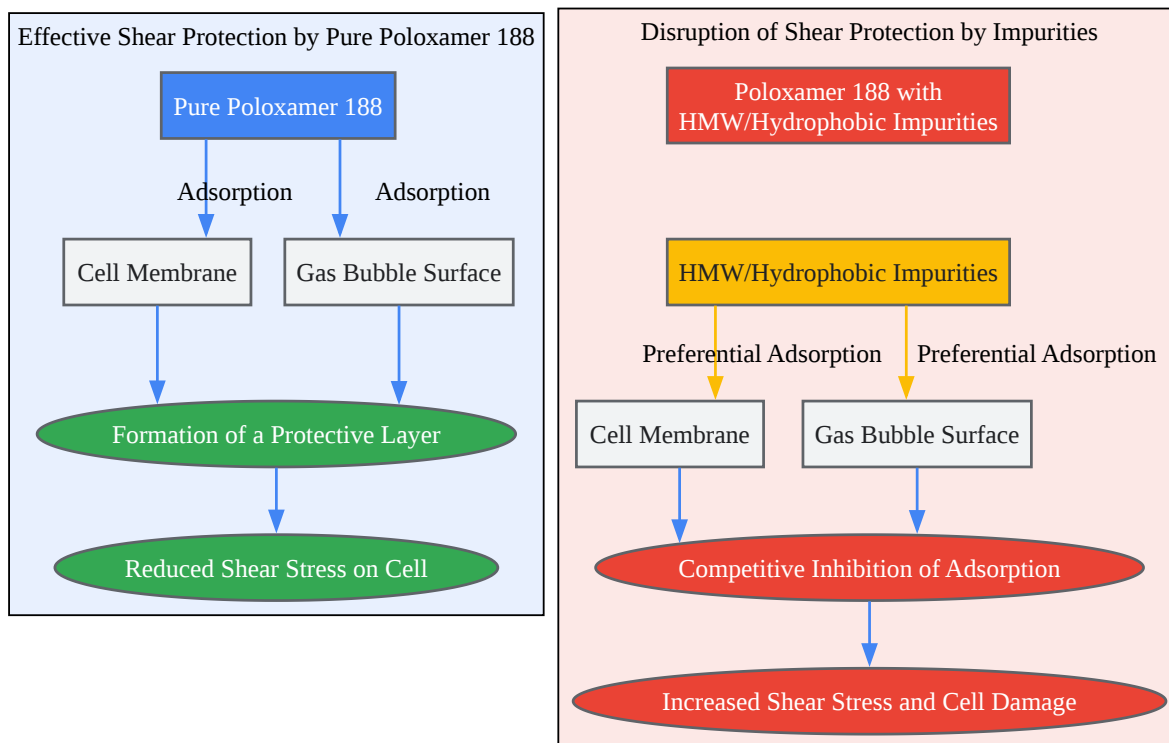 Effective Shear Protection by Pure Poloxamer 188
Pure Poloxamer 188
Adsorption
Adsorption
Cell Membrane
Gas Bubble Surface
Formation of a Protective Layer
Reduced Shear Stress on Cell
Disruption of Shear Protection by Impurities
Poloxamer 188 with
HMW/Hydrophobic Impurities
HMW/Hydrophobic Impurities
Preferential Adsorption
Preferential Adsorption
Cell Membrane
Gas Bubble Surface
Competitive Inhibition of Adsorption
Increased Shear Stress and Cell Damage